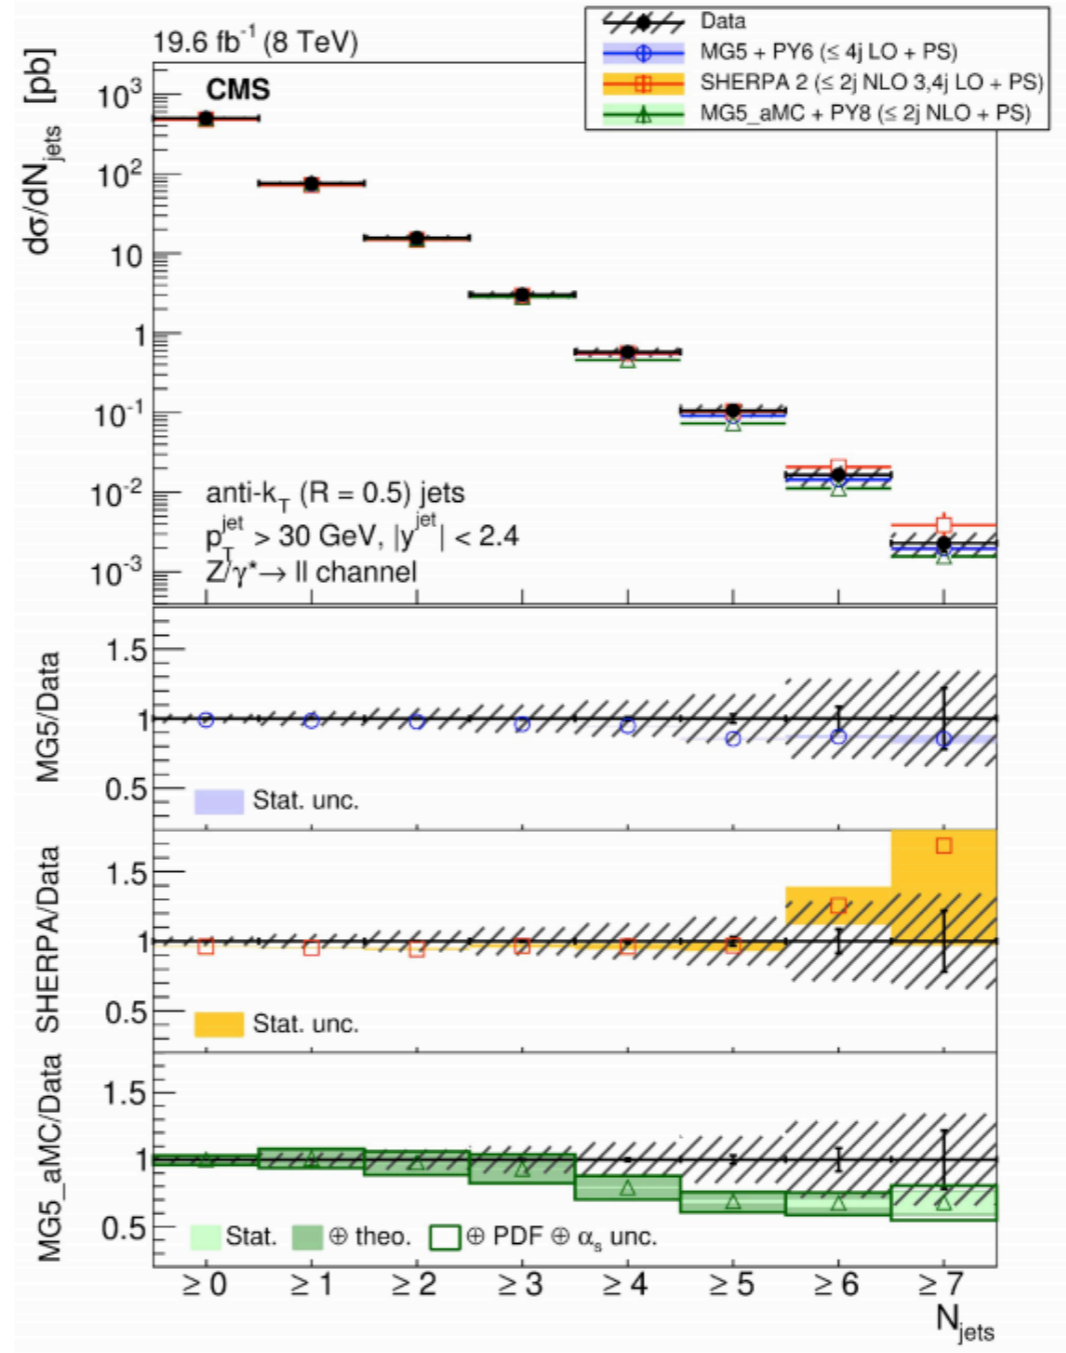 19.6 fb⁻¹ (8 TeV)
Data
MG5 + PY6 (≤ 4j LO + PS)
SHERPA 2 (≤ 2j NLO 3,4j LO + PS)
MG5_aMC + PY8 (≤ 2j NLO + PS)
CMS
dσ/dN_jets [pb]
10³
10²
10
1
10⁻¹
10⁻²
10⁻³
anti-k_T (R = 0.5) jets
p_T^jet > 30 GeV, |y^jet| < 2.4
Z/γ*→ ll channel
MG5/Data
1.5
1
0.5
Stat. unc.
SHERPA/Data
1.5
1
0.5
Stat. unc.
MG5_aMC/Data
1.5
1
0.5
Stat. ⊕ theo. ⊕ PDF ⊕ α_s unc.
≥ 0 ≥ 1 ≥ 2 ≥ 3 ≥ 4 ≥ 5 ≥ 6 ≥ 7
N_jets